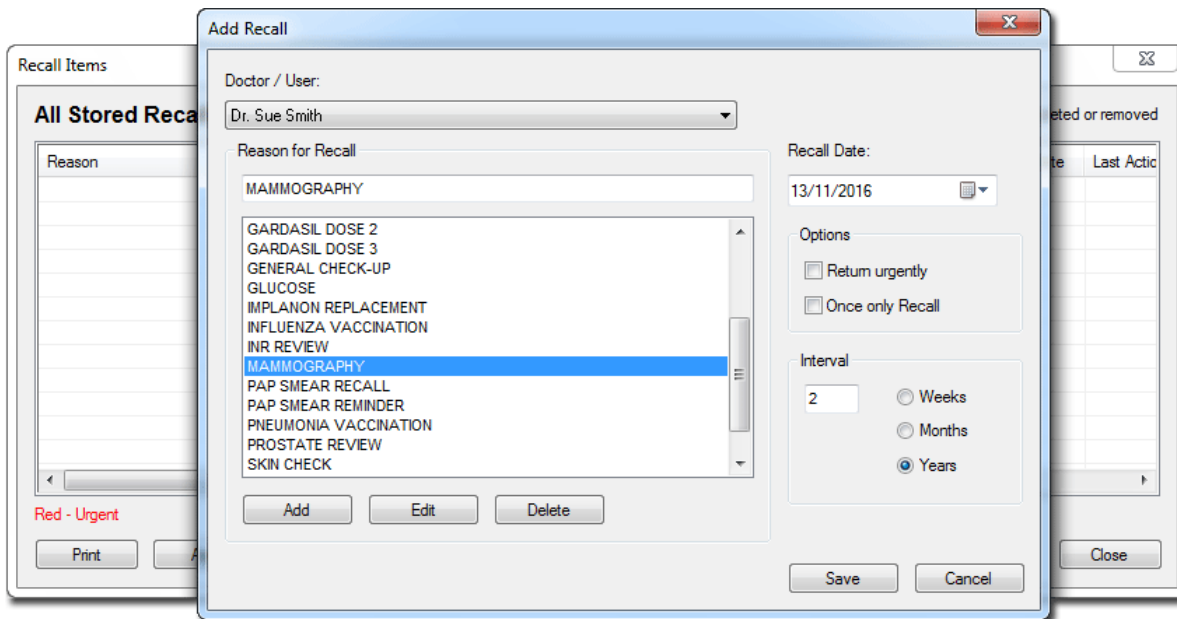 Add Recall
Recall Items
Doctor / User:
All Stored Reca
eted or removed
Dr. Sue Smith
Reason for Recall
Recall Date:
Reason
te
Last Actic
MAMMOGRAPHY
13/11/2016
GARDASIL DOSE 2
GARDASIL DOSE 3
GENERAL CHECK-UP
GLUCOSE
IMPLANON REPLACEMENT
INFLUENZA VACCINATION
INR REVIEW
MAMMOGRAPHY
PAP SMEAR RECALL
PAP SMEAR REMINDER
PNEUMONIA VACCINATION
PROSTATE REVIEW
SKIN CHECK
Options
Return urgently
Once only Recall
Interval
2
Weeks
Months
Years
Add
Edit
Delete
Red - Urgent
Print
A
Close
Save
Cancel